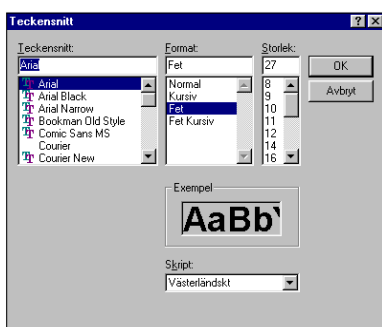 Teckensnitt
Teckensnitt:
Arial
Arial
Arial Black
Arial Narrow
Bookman Old Style
Comic Sans MS
Courier
Courier New
Format:
Fet
Normal
Kursiv
Fet
Fet Kursiv
Storlek:
27
8
9
10
11
12
14
16
OK
Avbryt
Exempel
AaBb
Skript:
Västerländskt